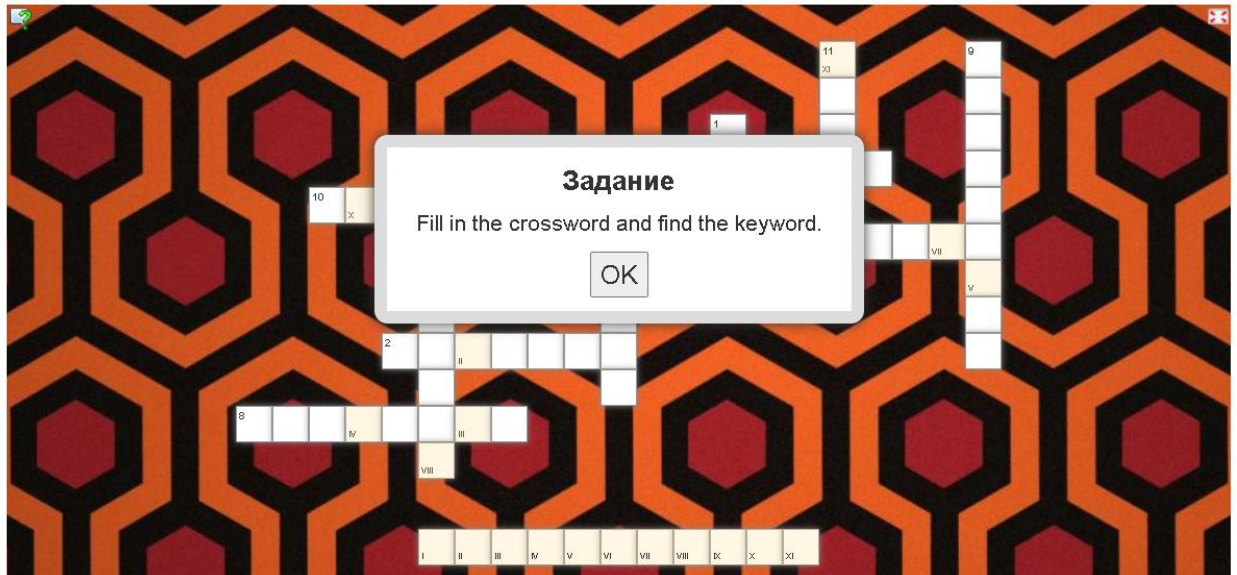 11
9
XI
1
Задание
10
X
Fill in the crossword and find the keyword.
VII
OK
V
2
II
8
IV
III
VIII
I II III IV V VI VII VIII IX X XI